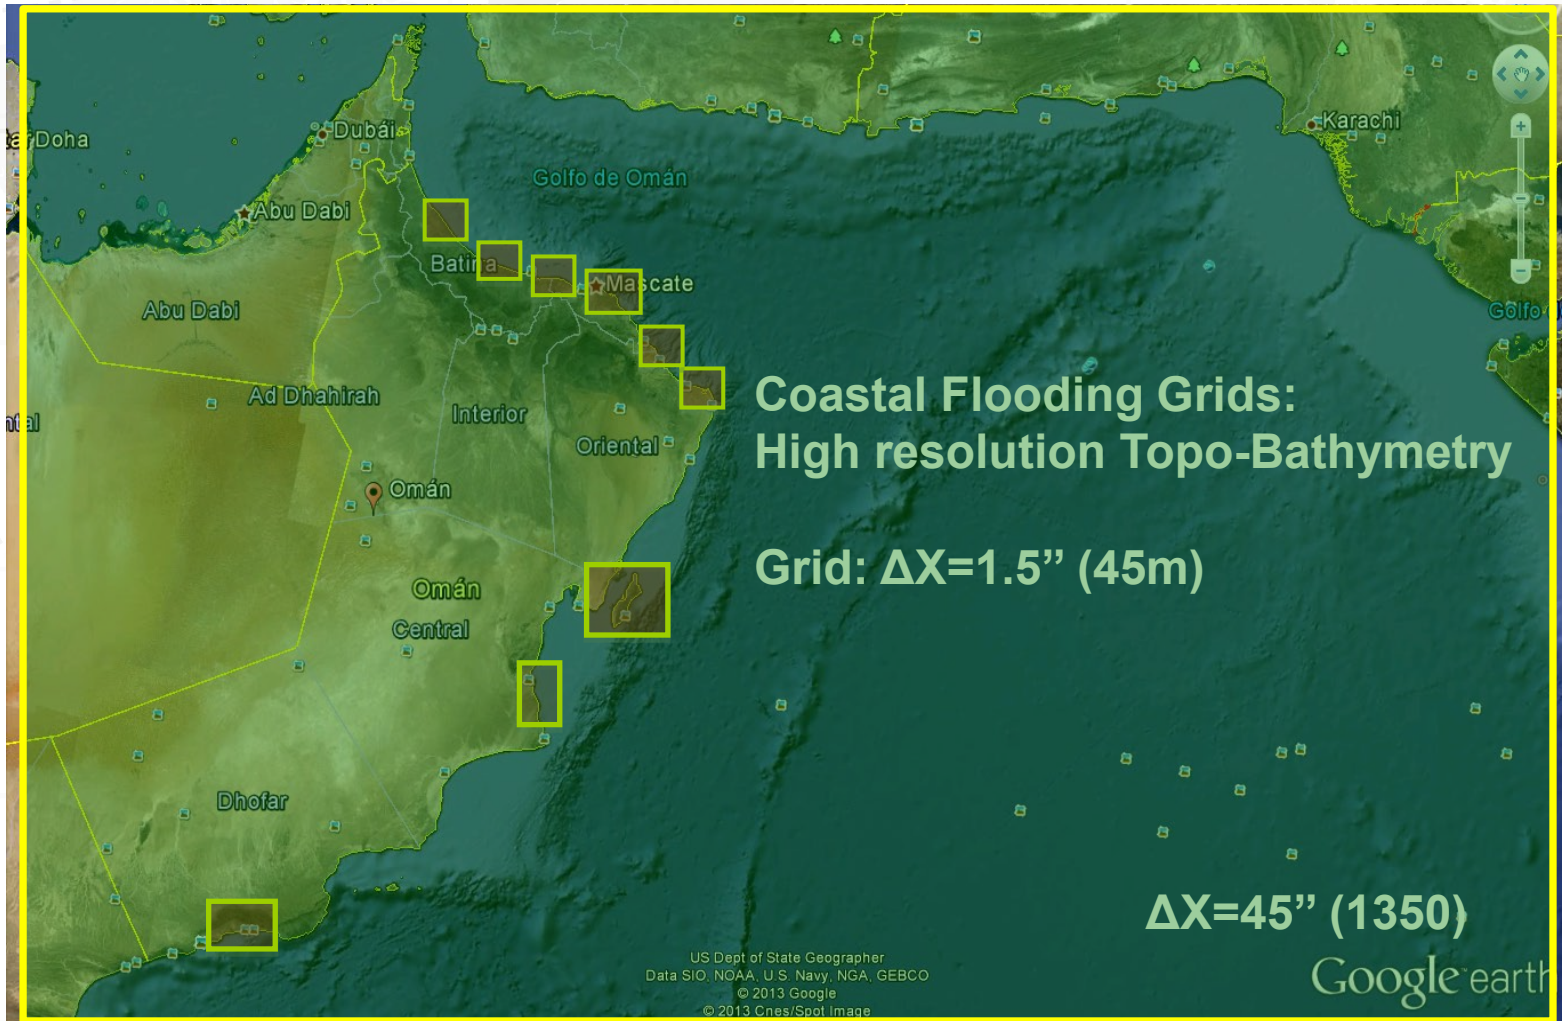 Doha
Dubái
Karachi
Golfo de Omán
Abu Dabi
Batina
Mascate
Abu Dabi
Golfo
Ad Dhahirah
Interior
Oriental
Coastal Flooding Grids:
High resolution Topo-Bathymetry
Omán
Grid: ΔX=1.5” (45m)
Omán
Central
Dhofar
ΔX=45” (1350)
US Dept of State Geographer
Data SIO, NOAA, U.S. Navy, NGA, GEBCO
© 2013 Google
© 2013 Cnes/Spot Image
Google earth